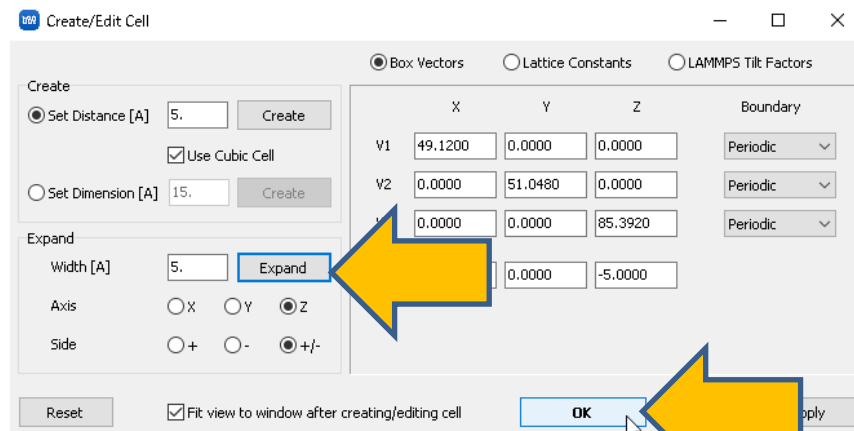 Create/Edit Cell
Box Vectors Lattice Constants LAMMPS Tilt Factors
Create
Set Distance [A] 5. Create
Use Cubic Cell
Set Dimension [A] 15. Create
X Y Z Boundary
V1 49.1200 0.0000 0.0000 Periodic
V2 0.0000 51.0480 0.0000 Periodic
0.0000 0.0000 85.3920 Periodic
0.0000 -5.0000
Expand
Width [A] 5. Expand
Axis X Y Z
Side + - +/-
Reset Fit view to window after creating/editing cell OK